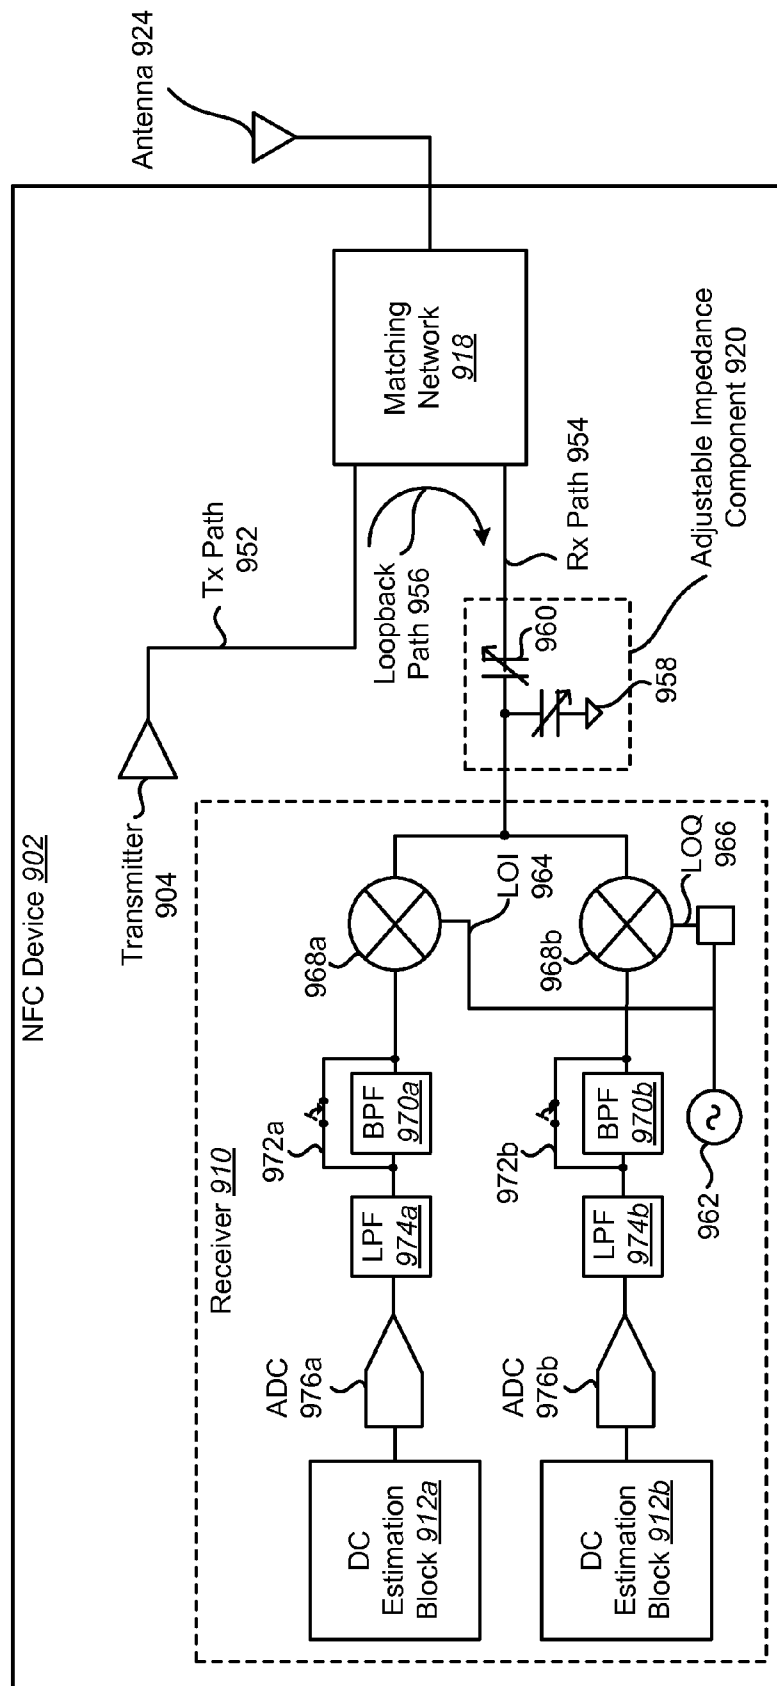 NFC Device 902
Antenna 924
Transmitter
904
Tx Path
952
Matching
Network
918
Loopback
Path 956
Rx Path 954
Adjustable Impedance
Component 920
960
958
Receiver 910
968a
LOI
964
968b
LOQ
966
962
972a
BPF
970a
LPF
974a
972b
BPF
970b
LPF
974b
ADC
976a
ADC
976b
DC
Estimation
Block 912a
DC
Estimation
Block 912b